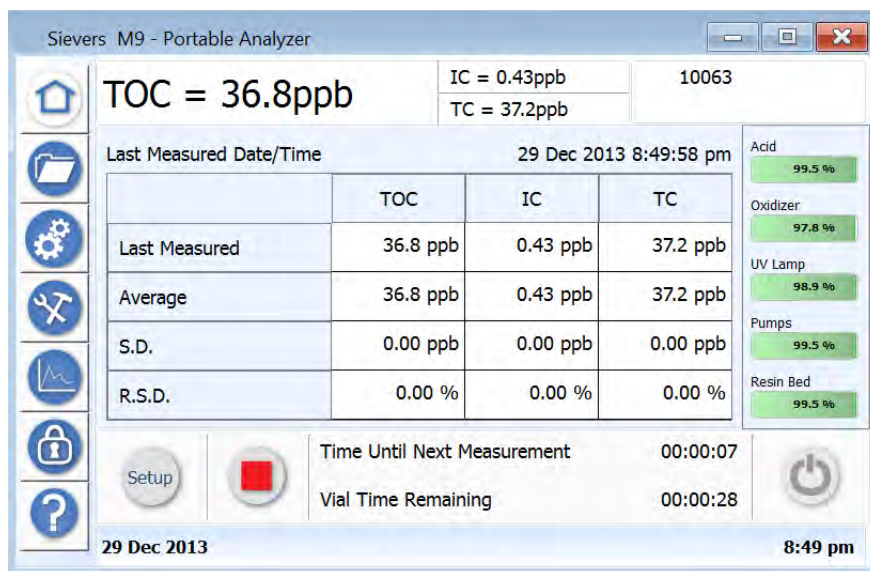 Sievers M9 - Portable Analyzer
TOC = 36.8ppb
IC = 0.43ppb
TC = 37.2ppb
10063
Last Measured Date/Time 29 Dec 2013 8:49:58 pm
TOC IC TC
Last Measured 36.8 ppb 0.43 ppb 37.2 ppb
Average 36.8 ppb 0.43 ppb 37.2 ppb
S.D. 0.00 ppb 0.00 ppb 0.00 ppb
R.S.D. 0.00 % 0.00 % 0.00 %
Acid
99.5 %
Oxidizer
97.8 %
UV Lamp
98.9 %
Pumps
99.5 %
Resin Bed
99.5 %
Setup
Time Until Next Measurement 00:00:07
Vial Time Remaining 00:00:28
?
29 Dec 2013 8:49 pm